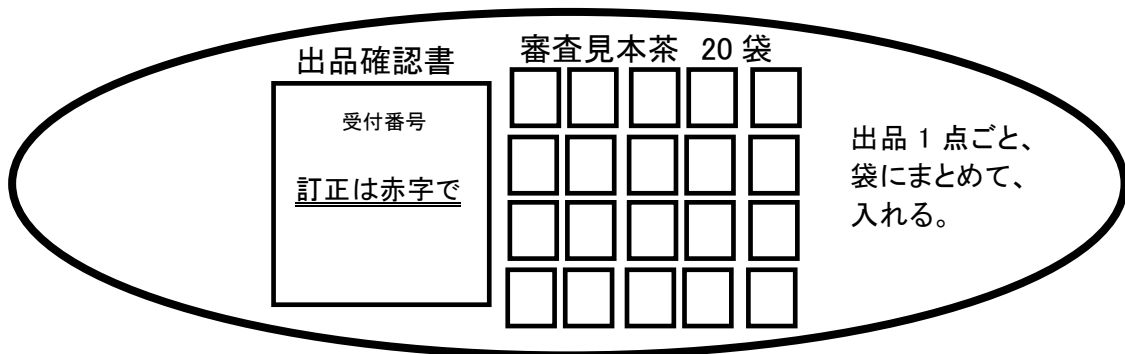 出品確認書
受付番号
訂正は赤字で
審査見本茶 20 袋
出品 1 点ごと、
袋にまとめて、
入れる。